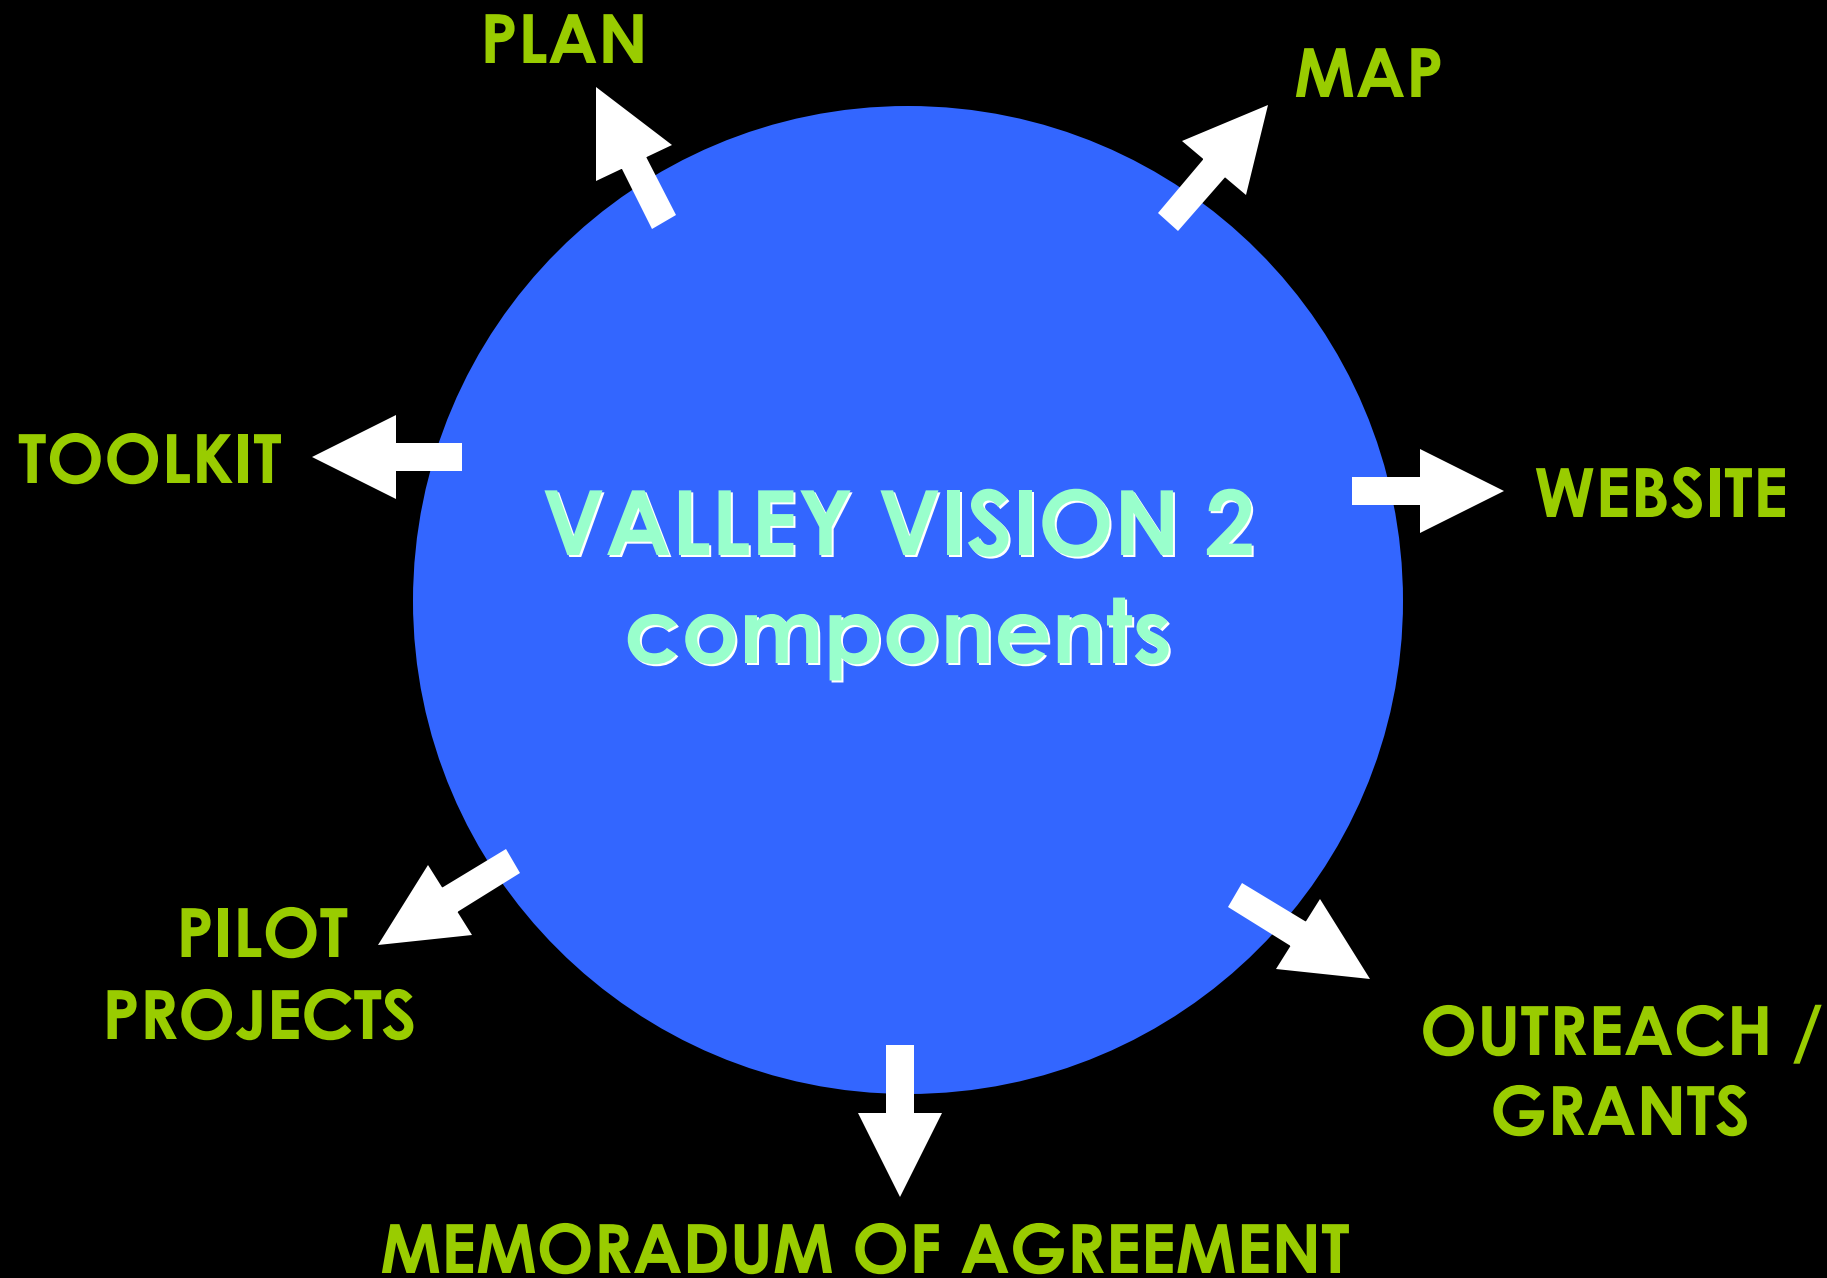 PLAN
MAP
TOOLKIT
WEBSITE
VALLEY VISION 2
components
PILOT
PROJECTS
OUTREACH /
GRANTS
MEMORADUM OF AGREEMENT